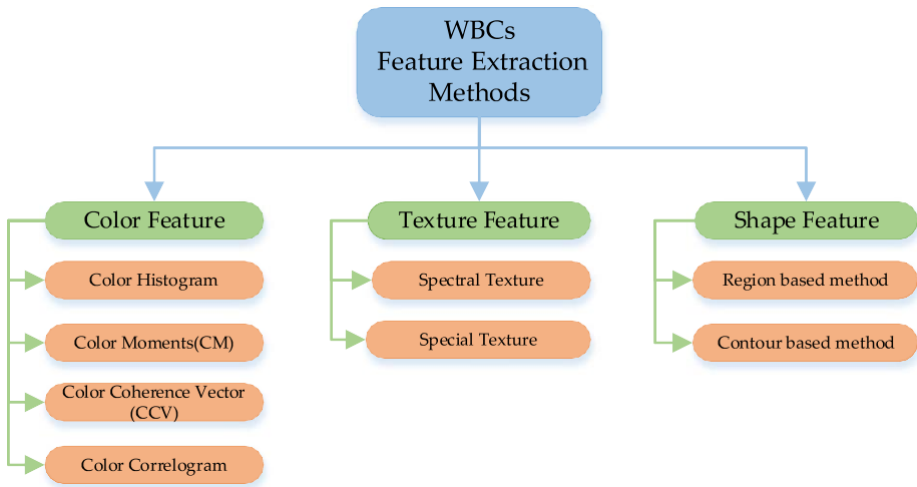 WBCs
Feature Extraction
Methods
Color Feature
Color Histogram
Color Moments(CM)
Color Coherence Vector
(CCV)
Color Correlogram
Texture Feature
Spectral Texture
Special Texture
Shape Feature
Region based method
Contour based method